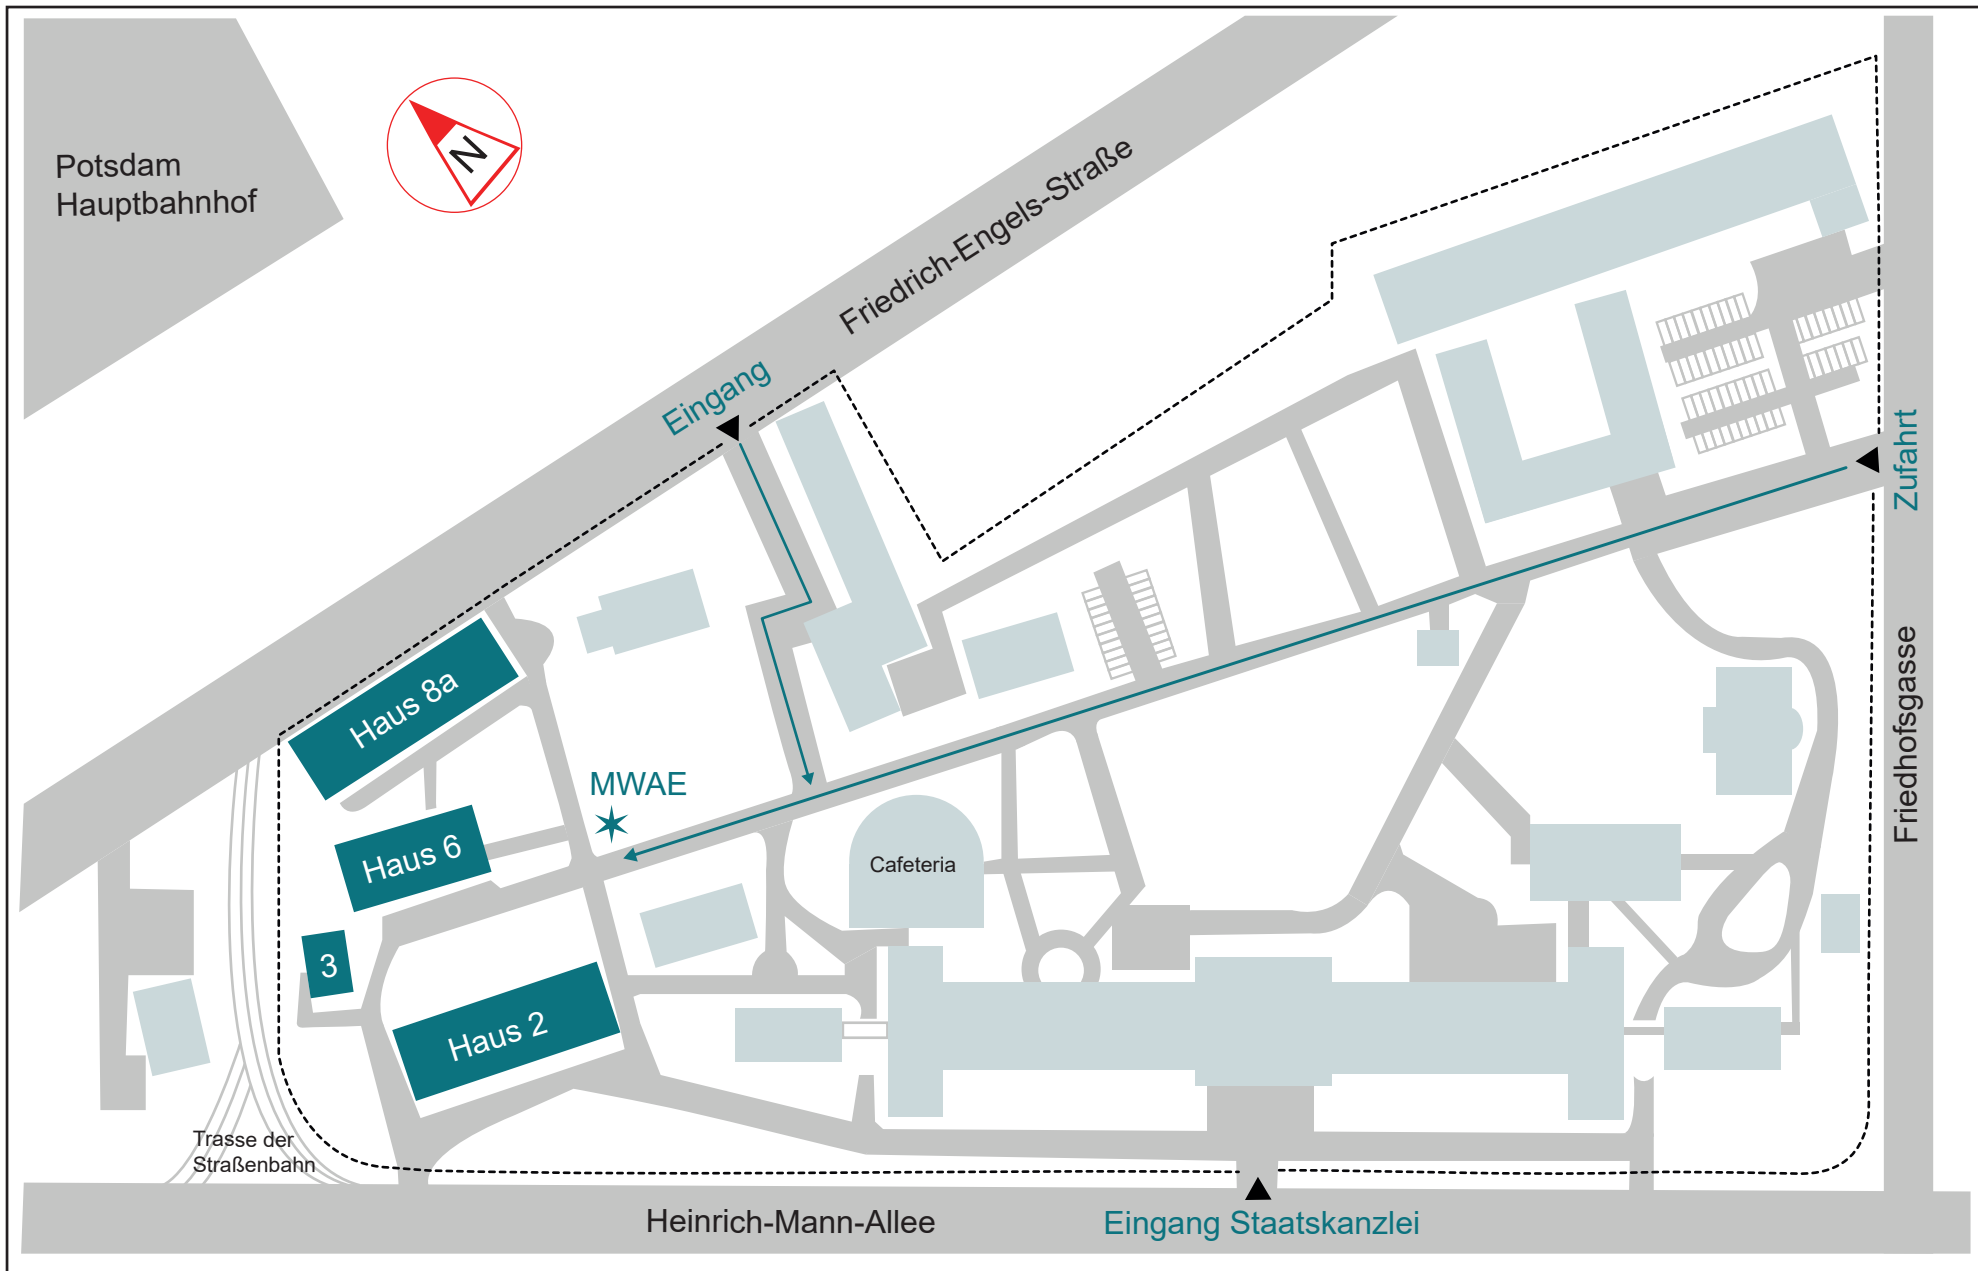 Potsdam
Hauptbahnhof
N
Friedrich-Engels-Straße
Eingang
Zufahrt
Friedhofsgasse
Haus 8a
MWAE
Haus 6
Cafeteria
3
Haus 2
Trasse der
Straßenbahn
Heinrich-Mann-Allee
Eingang Staatskanzlei